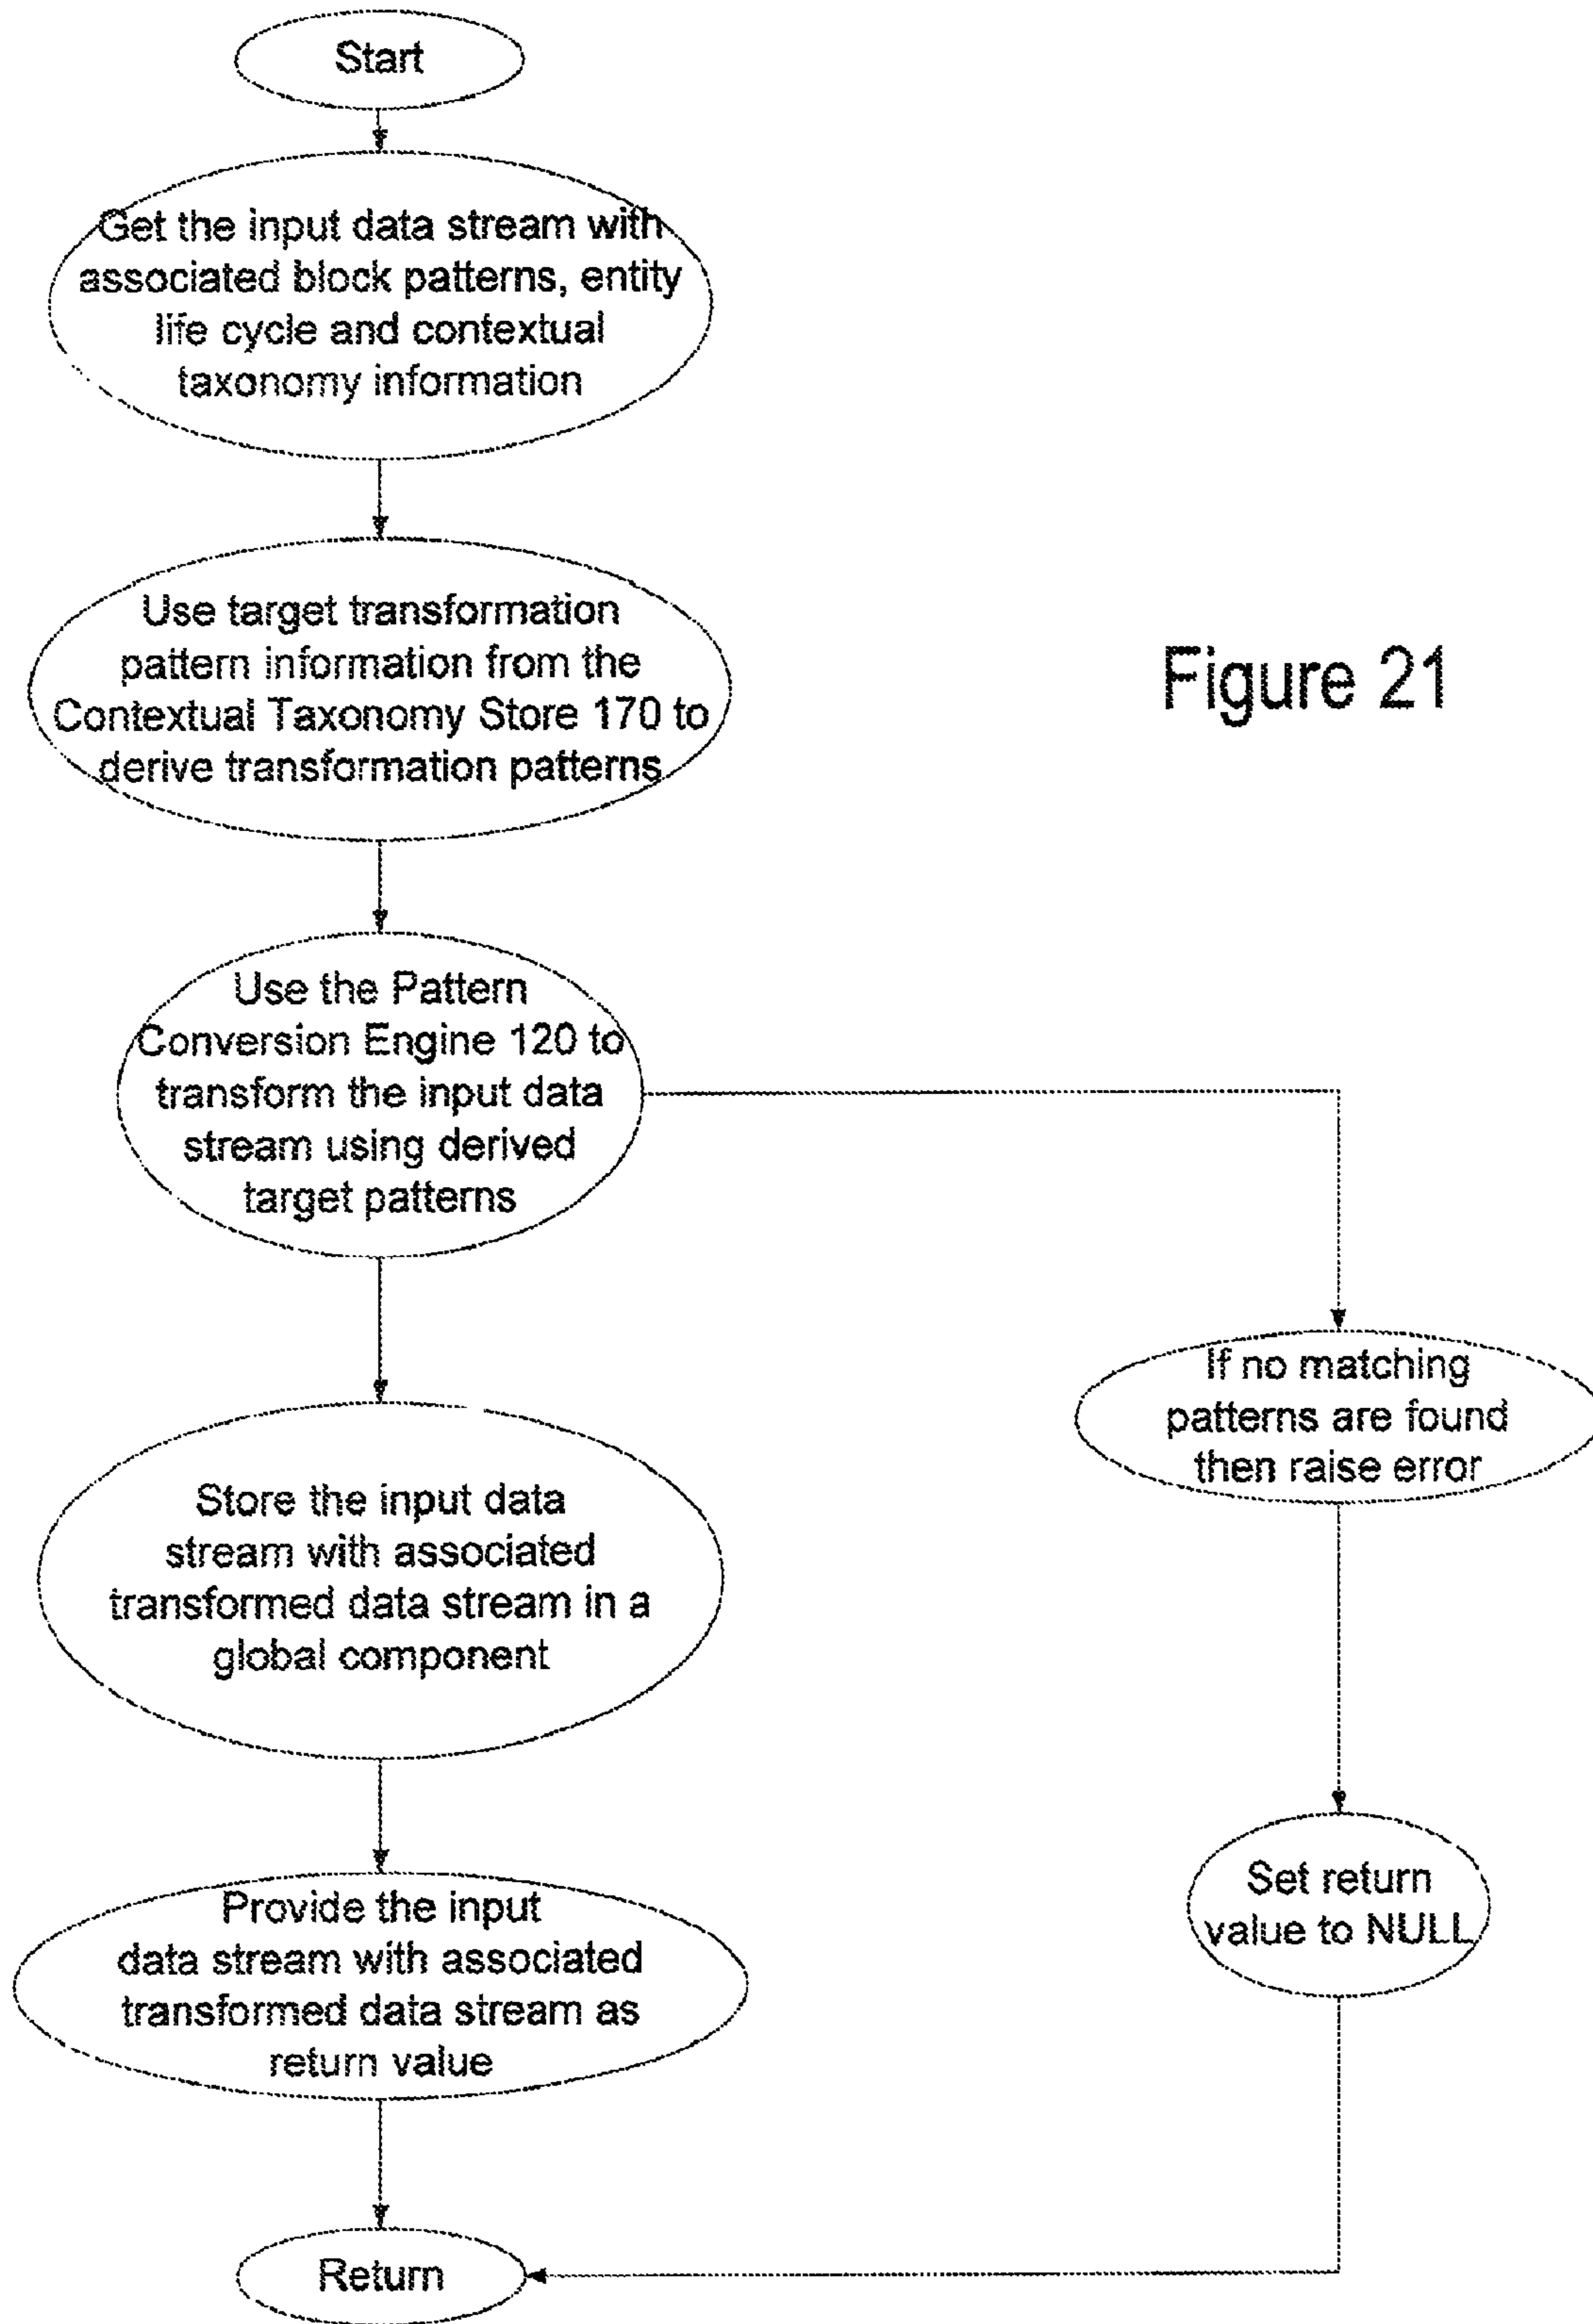 Start
Get the input data stream with
associated block patterns, entity
life cycle and contextual
taxonomy information
Use target transformation
pattern information from the
Contextual Taxonomy Store 170 to
derive transformation patterns
Figure 21
Use the Pattern
Conversion Engine 120 to
transform the input data
stream using derived
target patterns
If no matching
patterns are found
then raise error
Store the input data
stream with associated
transformed data stream in a
global component
Set return
value to NULL
Provide the input
data stream with associated
transformed data stream as
return value
Return